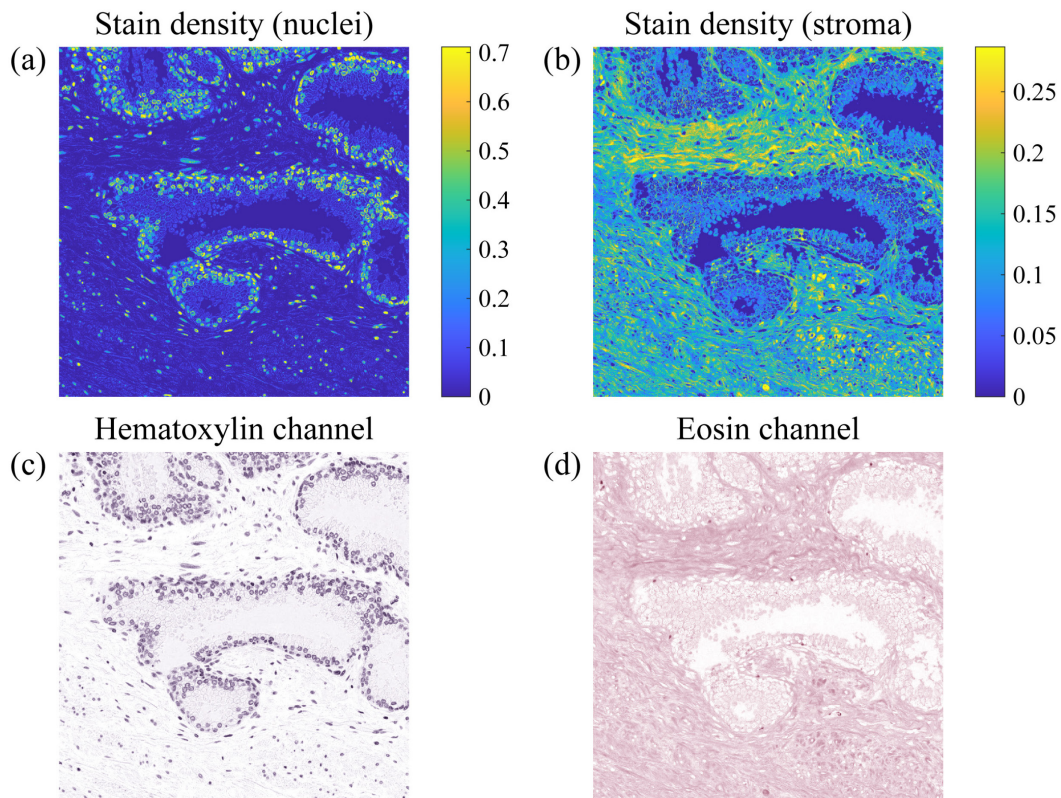 Stain density (nuclei)
Stain density (stroma)
(a)
0.7
0.6
0.5
0.4
0.3
0.2
0.1
0
(b)
0.25
0.2
0.15
0.1
0.05
0
Hematoxylin channel
Eosin channel
(c)
(d)